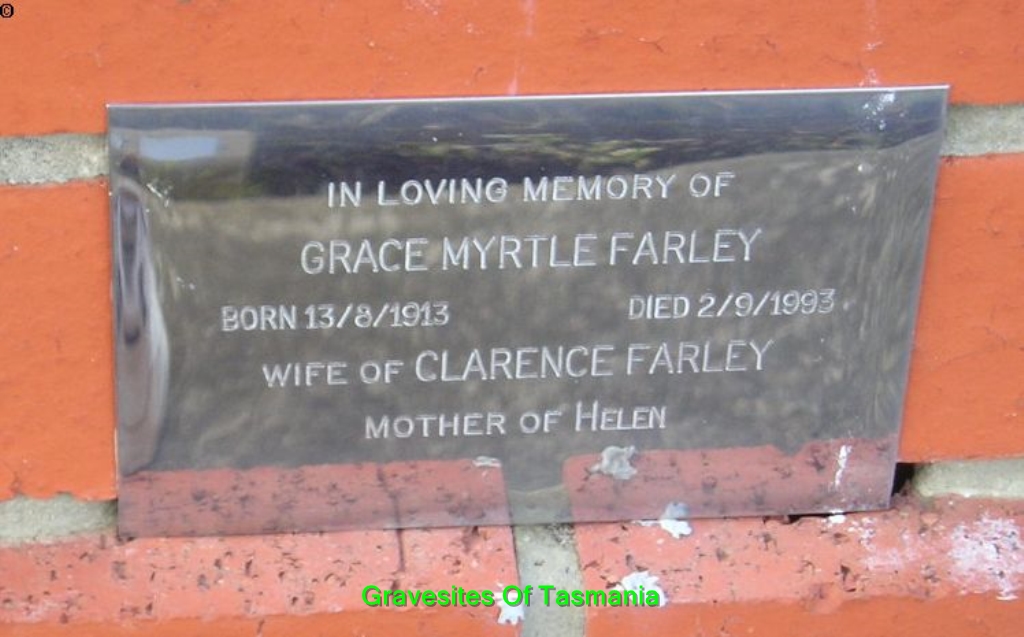 ©
IN LOVING MEMORY OF
GRACE MYRTLE FARLEY
BORN 13/8/1913 DIED 2/9/1993
WIFE OF CLARENCE FARLEY
MOTHER OF HELEN
Gravesites Of Tasmania